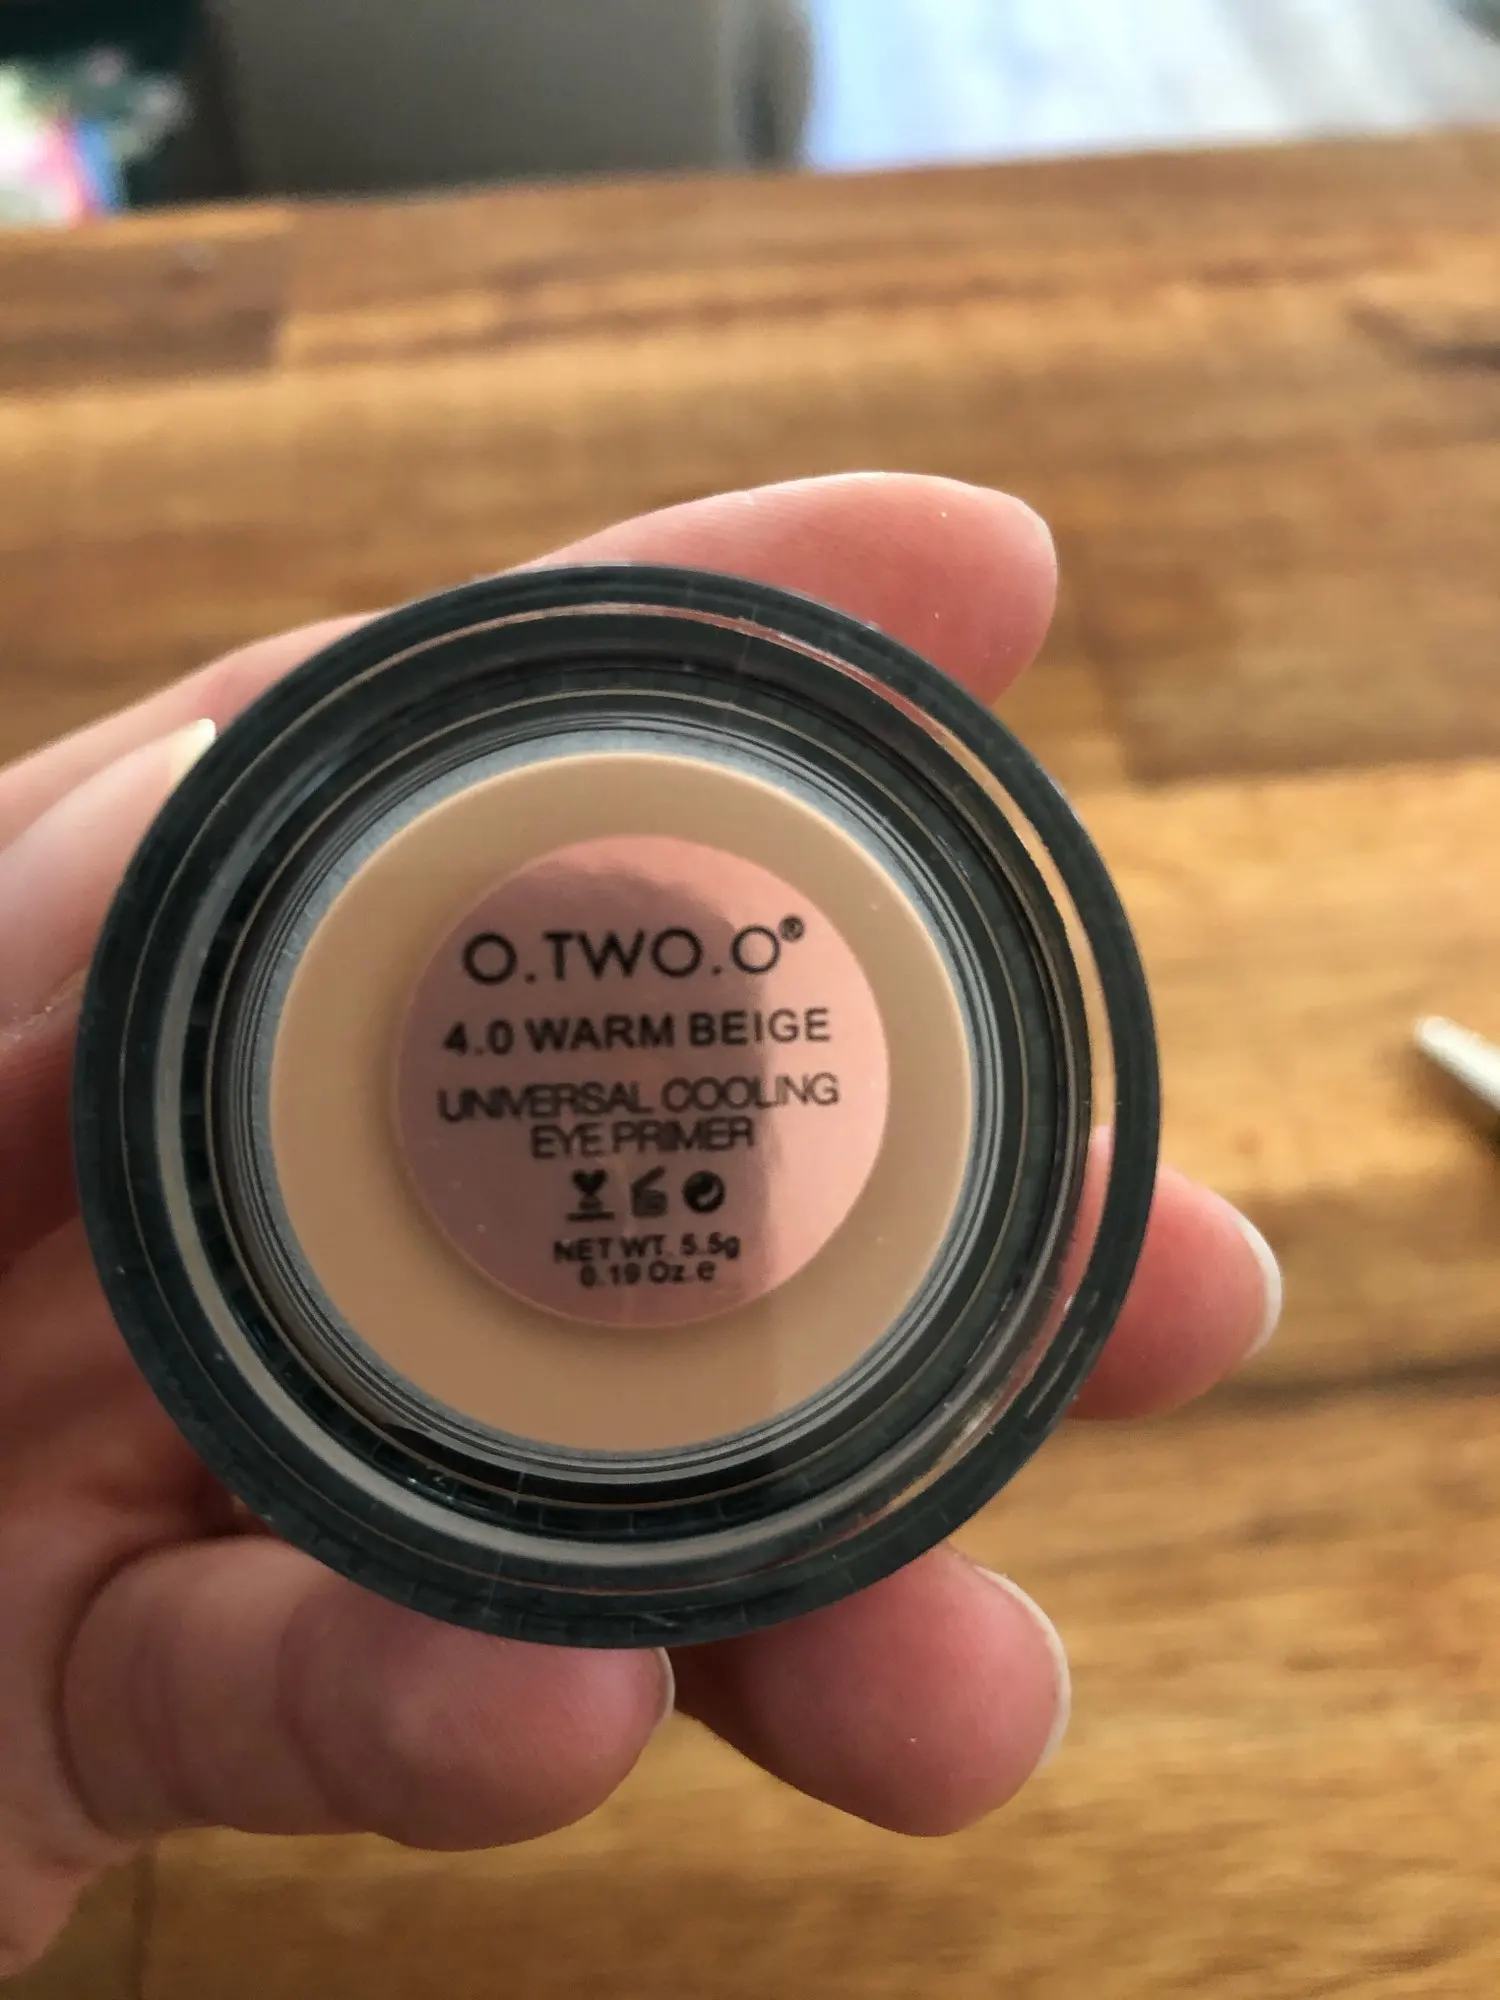 O.TWO.O®
4.0 WARM BEIGE
UNIVERSAL COOLING
EYE PRIMER
NET WT. 5.5g
0.19 Oz. e